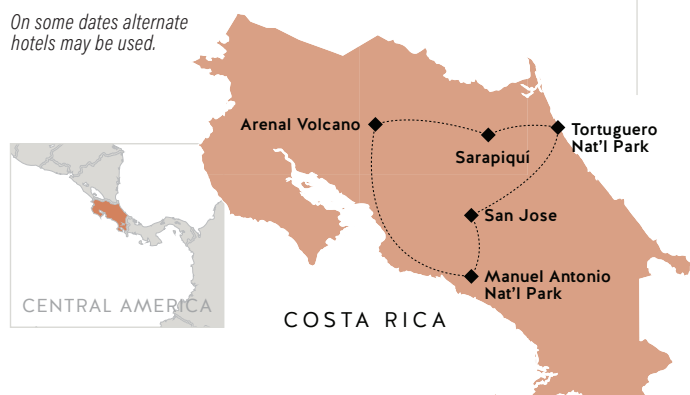 On some dates alternate
hotels may be used.
Arenal Volcano
Tortuguero
Nat’l Park
Sarapiquí
San Jose
Manuel Antonio
Nat’l Park
CENTRAL AMERICA
COSTA RICA